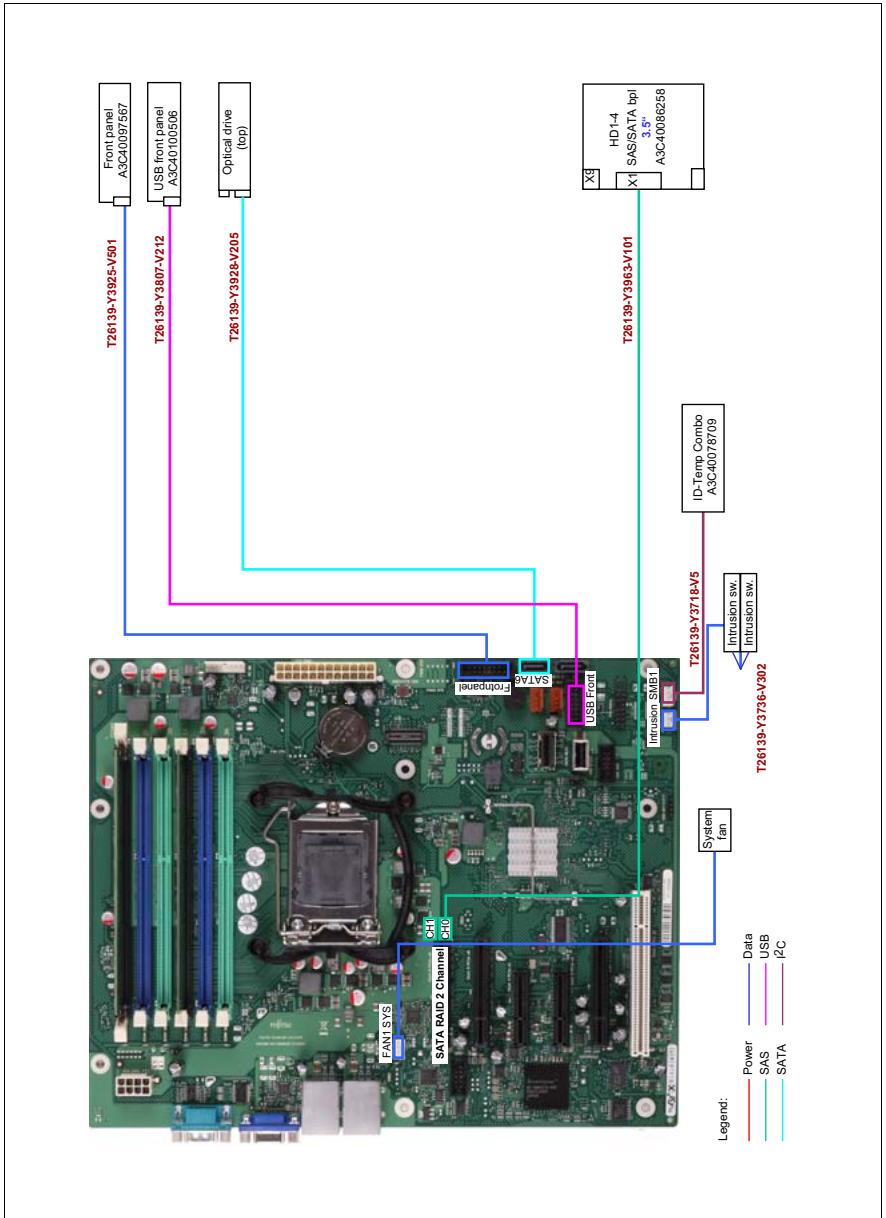 Front panel
A3C40097567
USB front panel
A3C40100506
Optical drive
(top)
HD1-4
SAS/SATA bpl
3.5"
A3C40086258
X9
X1
T26139-Y3925-V501
T26139-Y3807-V212
T26139-Y3928-V205
T26139-Y3963-V101
ID-Temp Combo
A3C40078709
T26139-Y3718-V5
Intrusion sw.
Intrusion sw.
T26139-Y3736-V302
Frotnpanel
SATA6
USB Front
Intrusion SMB1
System
fan
CH1
CH0
SATA RAID 2 Channel
FAN1 SYS
FUJITSU
Legend:
Power
SAS
SATA
Data
USB
I²C